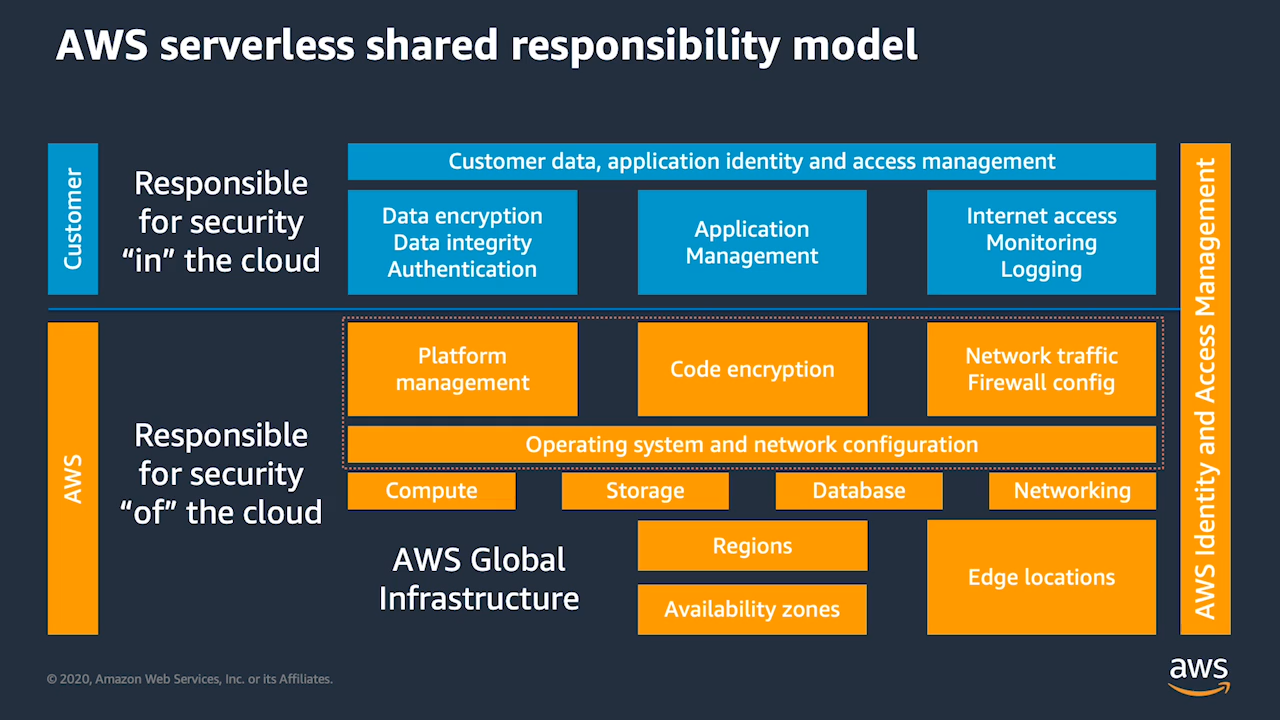 AWS serverless shared responsibility model
Customer
Responsible
for security
“in” the cloud
Customer data, application identity and access management
Data encryption
Data integrity
Authentication
Application
Management
Internet access
Monitoring
Logging
AWS Identity and Access Management
AWS
Responsible
for security
“of” the cloud
Platform
management
Code encryption
Network traffic
Firewall config
Operating system and network configuration
Compute
Storage
Database
Networking
AWS Global
Infrastructure
Regions
Availability zones
Edge locations
© 2020, Amazon Web Services, Inc. or its Affiliates.
aws